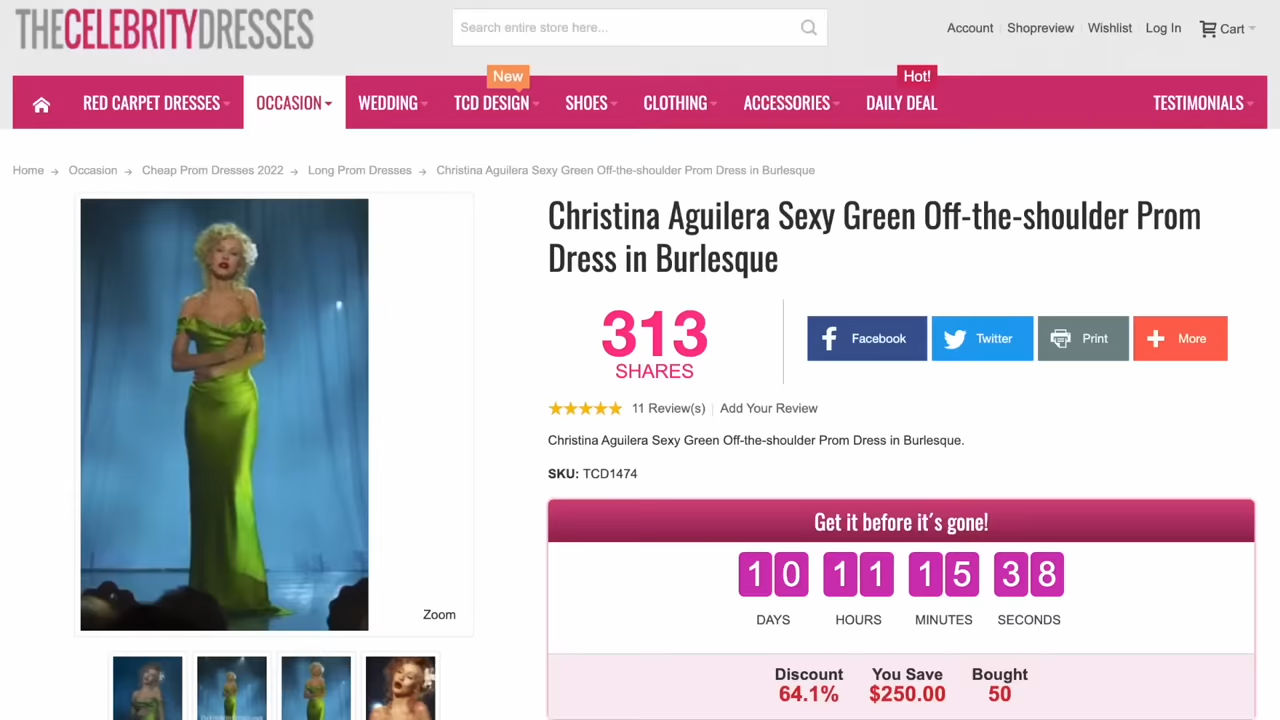 THECELEBRITYDRESSES
Search entire store here...
Account Shopreview Wishlist Log In Cart
New
Hot!
RED CARPET DRESSES OCCASION WEDDING TCD DESIGN SHOES CLOTHING ACCESSORIES DAILY DEAL TESTIMONIALS
Home → Occasion → Cheap Prom Dresses 2022 → Long Prom Dresses → Christina Aguilera Sexy Green Off-the-shoulder Prom Dress in Burlesque
Christina Aguilera Sexy Green Off-the-shoulder Prom
Dress in Burlesque
313
SHARES
Facebook Twitter Print More
11 Review(s) | Add Your Review
Christina Aguilera Sexy Green Off-the-shoulder Prom Dress in Burlesque.
SKU: TCD1474
Get it before it´s gone!
10 11 15 38
DAYS HOURS MINUTES SECONDS
Discount You Save Bought
64.1% $250.00 50
Zoom